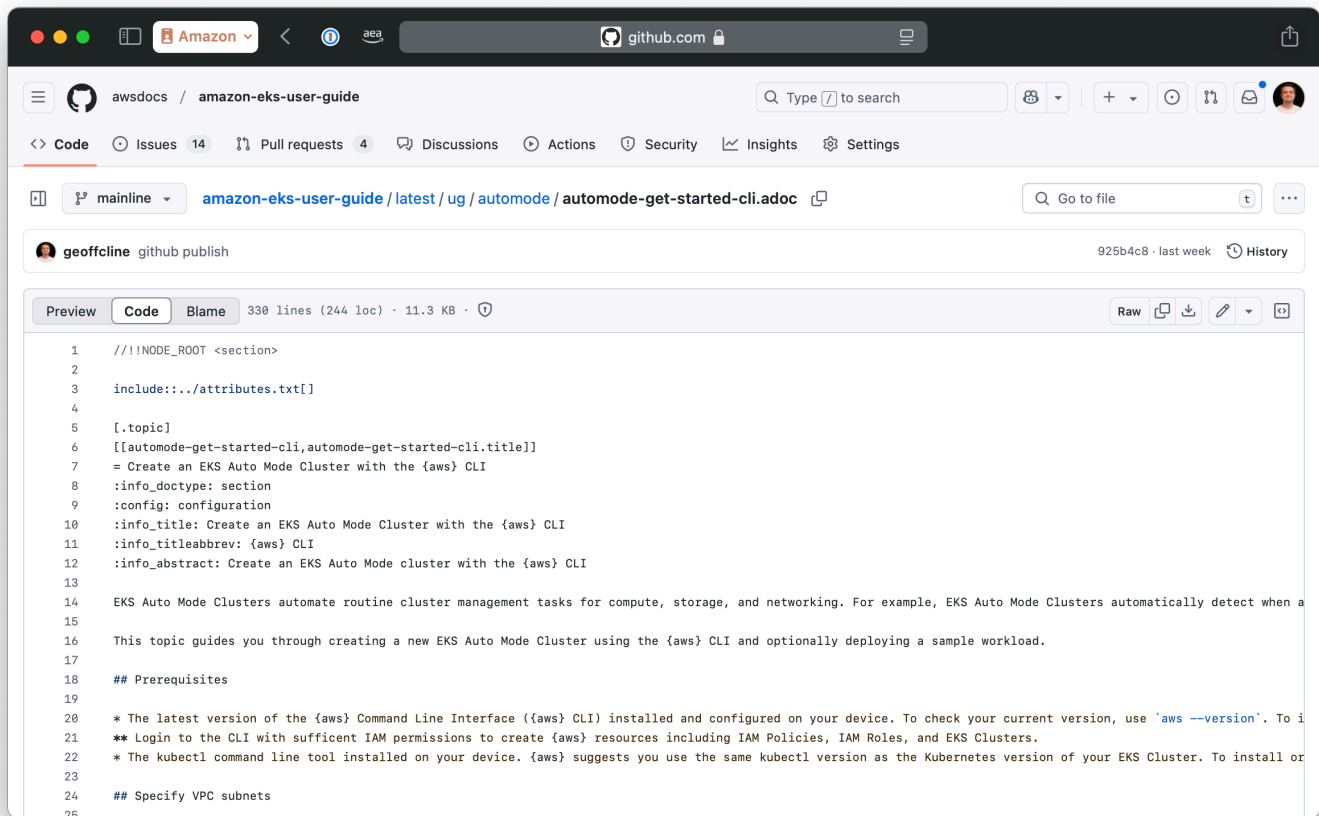 Amazon
aea
github.com
awsdocs / amazon-eks-user-guide
Type / to search
Code
Issues 14
Pull requests 4
Discussions
Actions
Security
Insights
Settings
mainline
amazon-eks-user-guide / latest / ug / automode / automode-get-started-cli.adoc
Go to file t
geoffcline github publish
925b4c8 · last week
History
Preview
Code
Blame
330 lines (244 loc) · 11.3 KB ·
Raw
1 //!!NODE_ROOT <section>
2
3 include::../attributes.txt[]
4
5 [.topic]
6 [[automode-get-started-cli,automode-get-started-cli.title]]
7 = Create an EKS Auto Mode Cluster with the {aws} CLI
8 :info_doctype: section
9 :config: configuration
10 :info_title: Create an EKS Auto Mode Cluster with the {aws} CLI
11 :info_titleabbrev: {aws} CLI
12 :info_abstract: Create an EKS Auto Mode cluster with the {aws} CLI
13
14 EKS Auto Mode Clusters automate routine cluster management tasks for compute, storage, and networking. For example, EKS Auto Mode Clusters automatically detect when a
15
16 This topic guides you through creating a new EKS Auto Mode Cluster using the {aws} CLI and optionally deploying a sample workload.
17
18 ## Prerequisites
19
20 * The latest version of the {aws} Command Line Interface ({aws} CLI) installed and configured on your device. To check your current version, use `aws --version`. To i
21 ** Login to the CLI with sufficent IAM permissions to create {aws} resources including IAM Policies, IAM Roles, and EKS Clusters.
22 * The kubectl command line tool installed on your device. {aws} suggests you use the same kubectl version as the Kubernetes version of your EKS Cluster. To install or
23
24 ## Specify VPC subnets
25